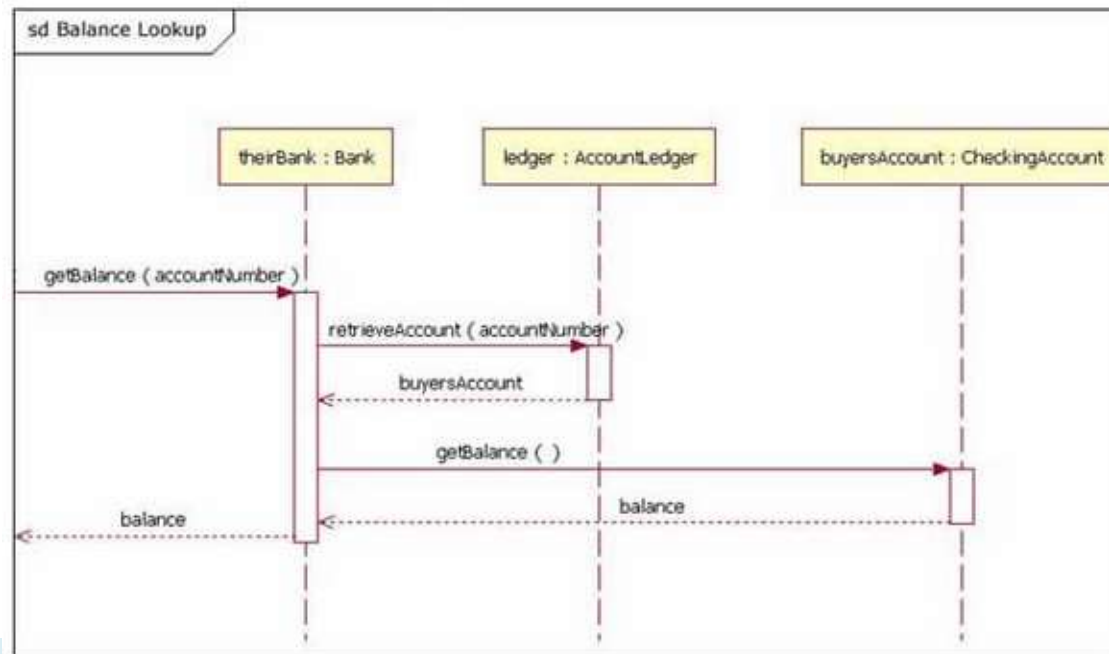 sd Balance Lookup
theirBank : Bank
ledger : AccountLedger
buyersAccount : CheckingAccount
getBalance ( accountNumber )
retrieveAccount ( accountNumber )
buyersAccount
getBalance ( )
balance
balance